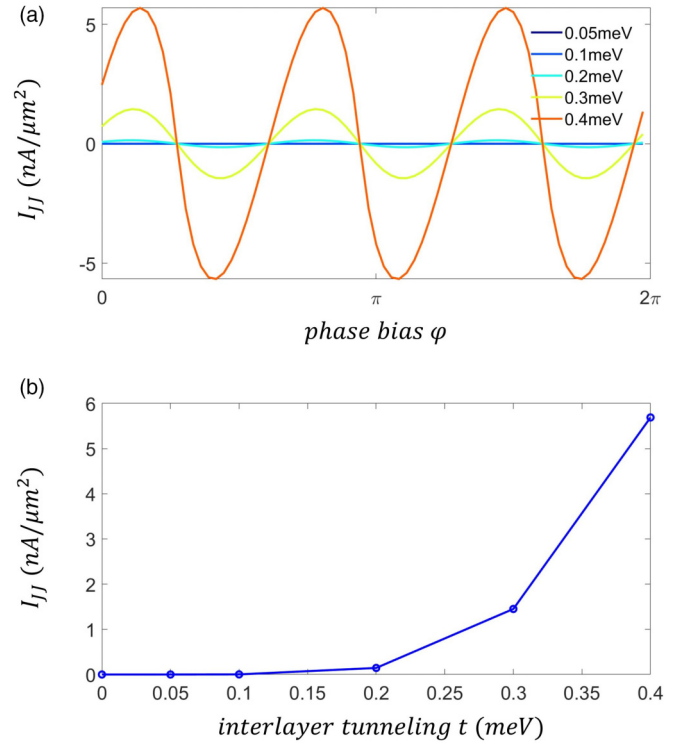 (a)
I_JJ (nA/μm²)
5
0
-5
0.05meV
0.1meV
0.2meV
0.3meV
0.4meV
0
π
2π
phase bias φ
(b)
I_JJ (nA/μm²)
6
5
4
3
2
1
0
0 0.05 0.1 0.15 0.2 0.25 0.3 0.35 0.4
interlayer tunneling t (meV)